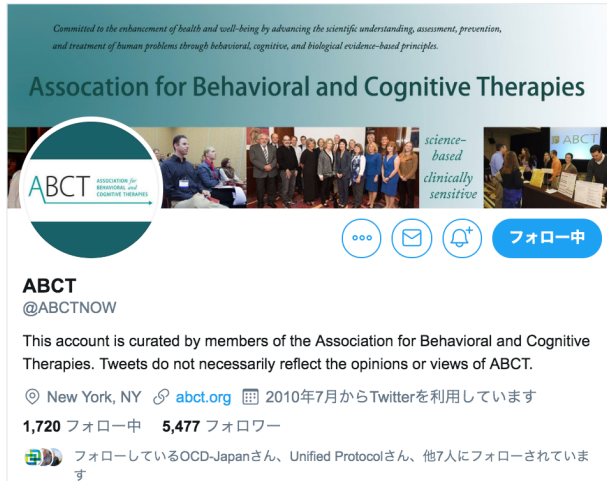 Committed to the enhancement of health and well-being by advancing the scientific understanding, assessment, prevention,
and treatment of human problems through behavioral, cognitive, and biological evidence-based principles.
Assocation for Behavioral and Cognitive Therapies
science-
based
clinically
sensitive
ABCT
ABCT
ASSOCIATION for
BEHAVIORAL and
COGNITIVE THERAPIES
フォロー中
ABCT
@ABCTNOW
This account is curated by members of the Association for Behavioral and Cognitive
Therapies. Tweets do not necessarily reflect the opinions or views of ABCT.
New York, NY abct.org 2010年7月からTwitterを利用しています
1,720 フォロー中 5,477 フォロワー
フォローしているOCD-Japanさん、Unified Protocolさん、他7人にフォローされていま
す